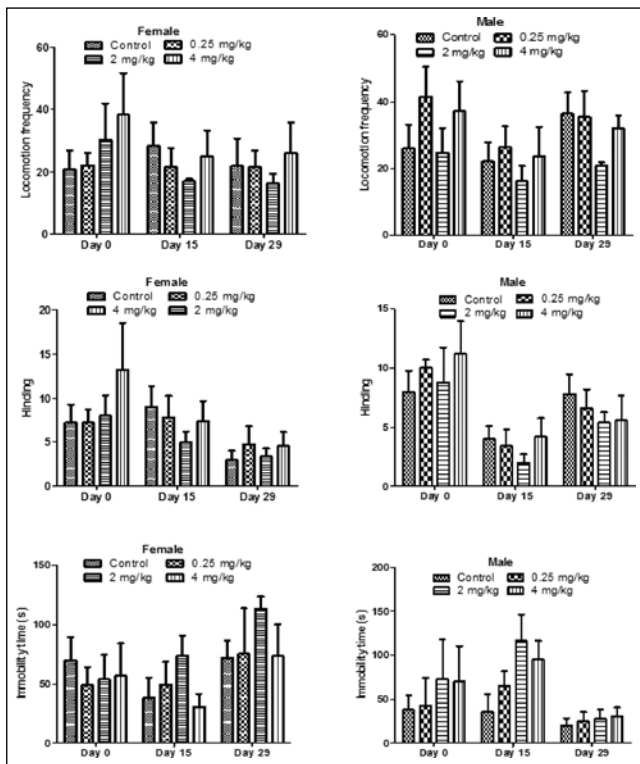 Female
Control 0.25 mg/kg
2 mg/kg 4 mg/kg
Locomotion frequency
60
40
20
0
Day 0 Day 15 Day 29
Male
Control 0.25 mg/kg
2 mg/kg 4 mg/kg
Locomotion frequency
60
40
20
0
Day 0 Day 15 Day 29
Female
Control 0.25 mg/kg
4 mg/kg 2 mg/kg
Hinding
20
15
10
5
0
Day 0 Day 15 Day 29
Male
Control 0.25 mg/kg
2 mg/kg 4 mg/kg
Hinding
15
10
5
0
Day 0 Day 15 Day 29
Female
Control 0.25 mg/kg
2 mg/kg 4 mg/kg
Immobility time (s)
150
100
50
0
Day 0 Day 15 Day 29
Male
Control 0.25 mg/kg
2 mg/kg 4 mg/kg
Immobility time (s)
200
150
100
50
0
Day 0 Day 15 Day 29